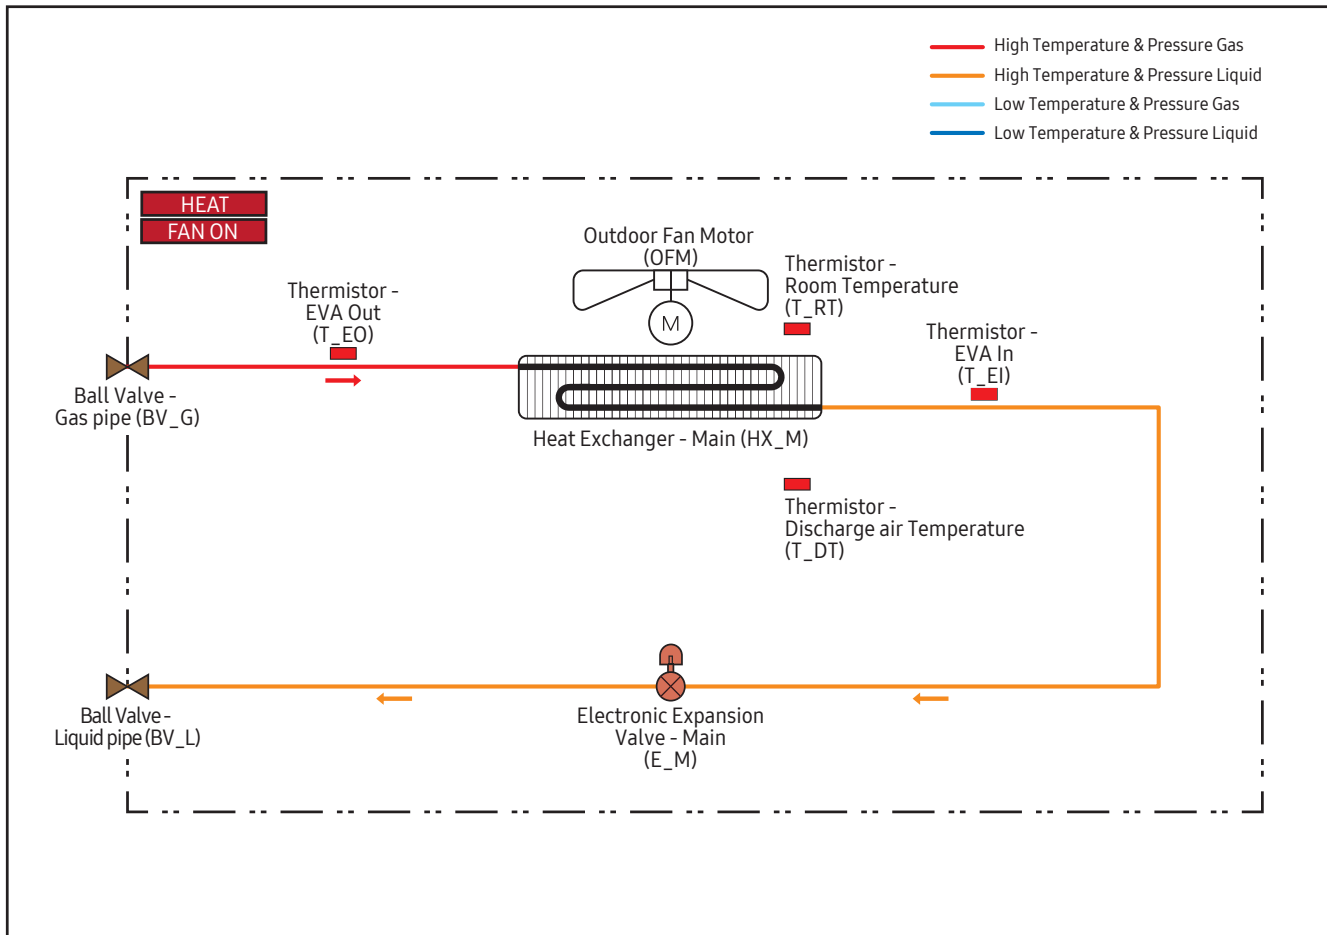 High Temperature & Pressure Gas
High Temperature & Pressure Liquid
Low Temperature & Pressure Gas
Low Temperature & Pressure Liquid
HEAT
FAN ON
Outdoor Fan Motor
(OFM)
M
Thermistor -
Room Temperature
(T_RT)
Thermistor -
EVA Out
(T_EO)
Thermistor -
EVA In
(T_EI)
Ball Valve -
Gas pipe (BV_G)
Heat Exchanger - Main (HX_M)
Thermistor -
Discharge air Temperature
(T_DT)
Ball Valve -
Liquid pipe (BV_L)
Electronic Expansion
Valve - Main
(E_M)